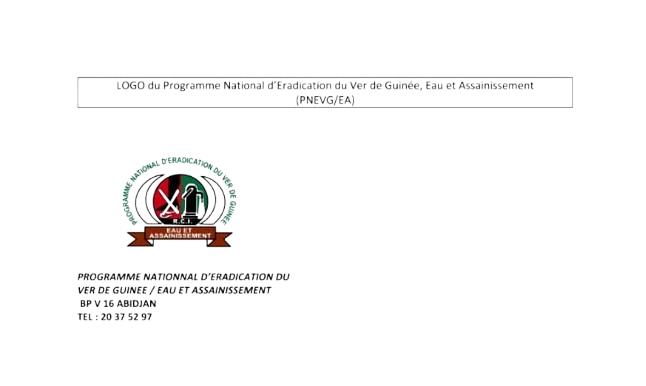 LOGO du Programme National d'Eradication du Ver de Guinée, Eau et Assainissement
(PNEVG/EA)
PROGRAMME NATIONAL D'ERADICATION DU VER DE GUINEE
R.C.I.
EAU ET
ASSAINISSEMENT
PROGRAMME NATIONNAL D'ERADICATION DU
VER DE GUINEE / EAU ET ASSAINISSEMENT
BP V 16 ABIDJAN
TEL : 20 37 52 97